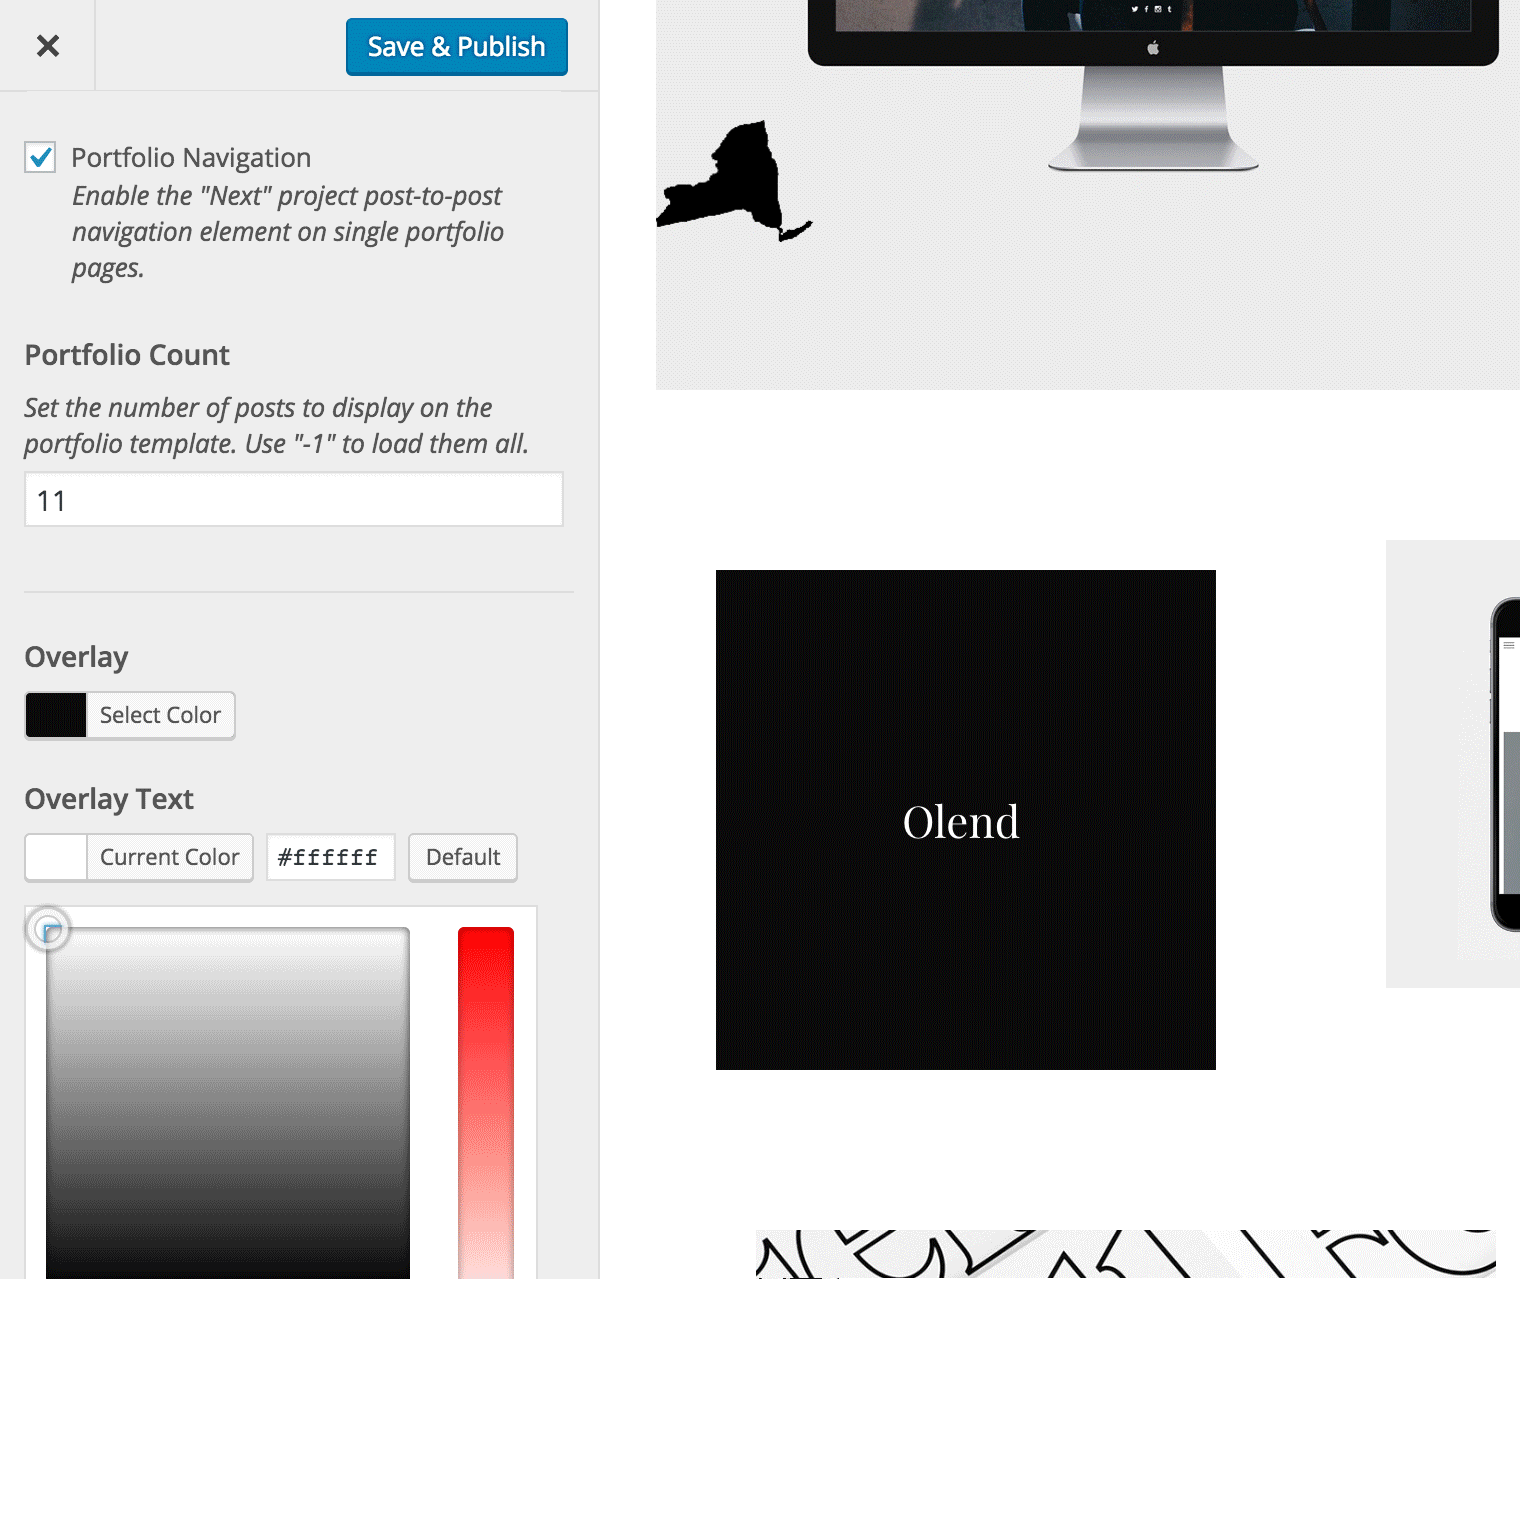 Save & Publish
Portfolio Navigation
Enable the "Next" project post-to-post
navigation element on single portfolio
pages.
Portfolio Count
Set the number of posts to display on the
portfolio template. Use "-1" to load them all.
11
Overlay
Select Color
Overlay Text
Current Color
#ffffff
Default
Olend